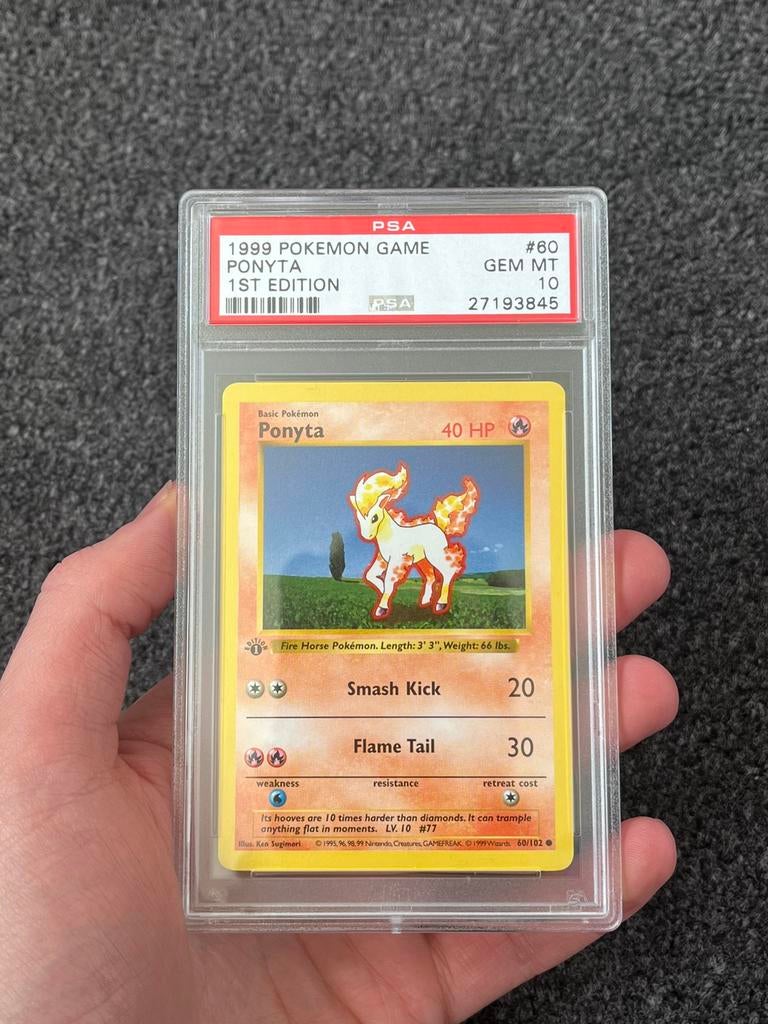 PSA
1999 POKEMON GAME #60
PONYTA GEM MT
1ST EDITION 10
PSA 27193845
Basic Pokémon
Ponyta 40 HP
EDITION
1
Fire Horse Pokémon. Length: 3' 3", Weight: 66 lbs.
Smash Kick 20
Flame Tail 30
weakness resistance retreat cost
Its hooves are 10 times harder than diamonds. It can trample
anything flat in moments. LV. 10 #77
Illus. Ken Sugimori © 1995, 96, 98, 99 Nintendo, Creatures, GAMEFREAK. © 1999 Wizards. 60/102